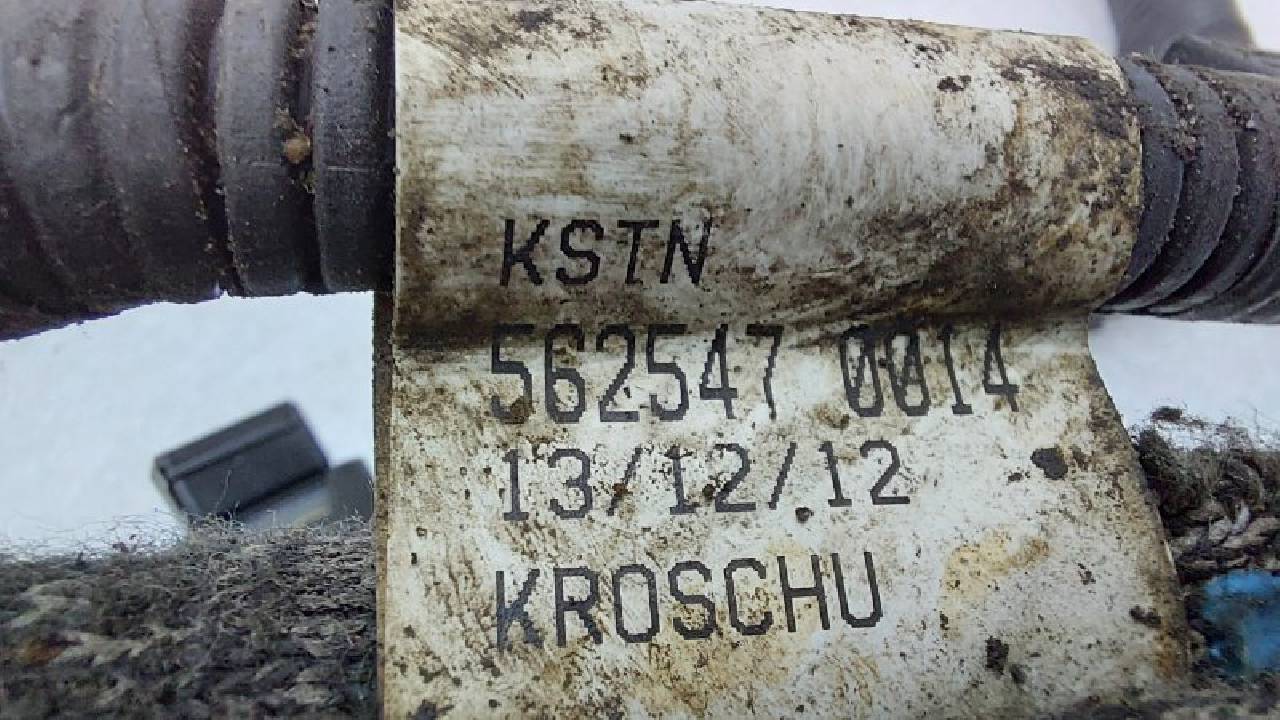 KSTN
562547 0014
13/12/12
KROSCHU